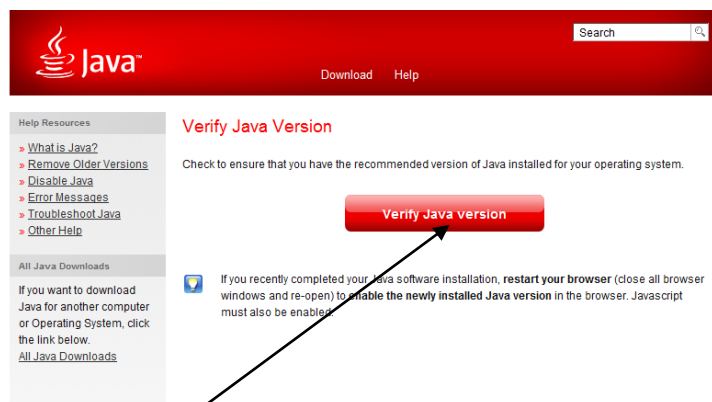 Java™
Search
Download Help
Help Resources
» What is Java?
» Remove Older Versions
» Disable Java
» Error Messages
» Troubleshoot Java
» Other Help
All Java Downloads
If you want to download
Java for another computer
or Operating System, click
the link below.
All Java Downloads
Verify Java Version
Check to ensure that you have the recommended version of Java installed for your operating system.
Verify Java version
If you recently completed your Java software installation, restart your browser (close all browser
windows and re-open) to enable the newly installed Java version in the browser. Javascript
must also be enabled.